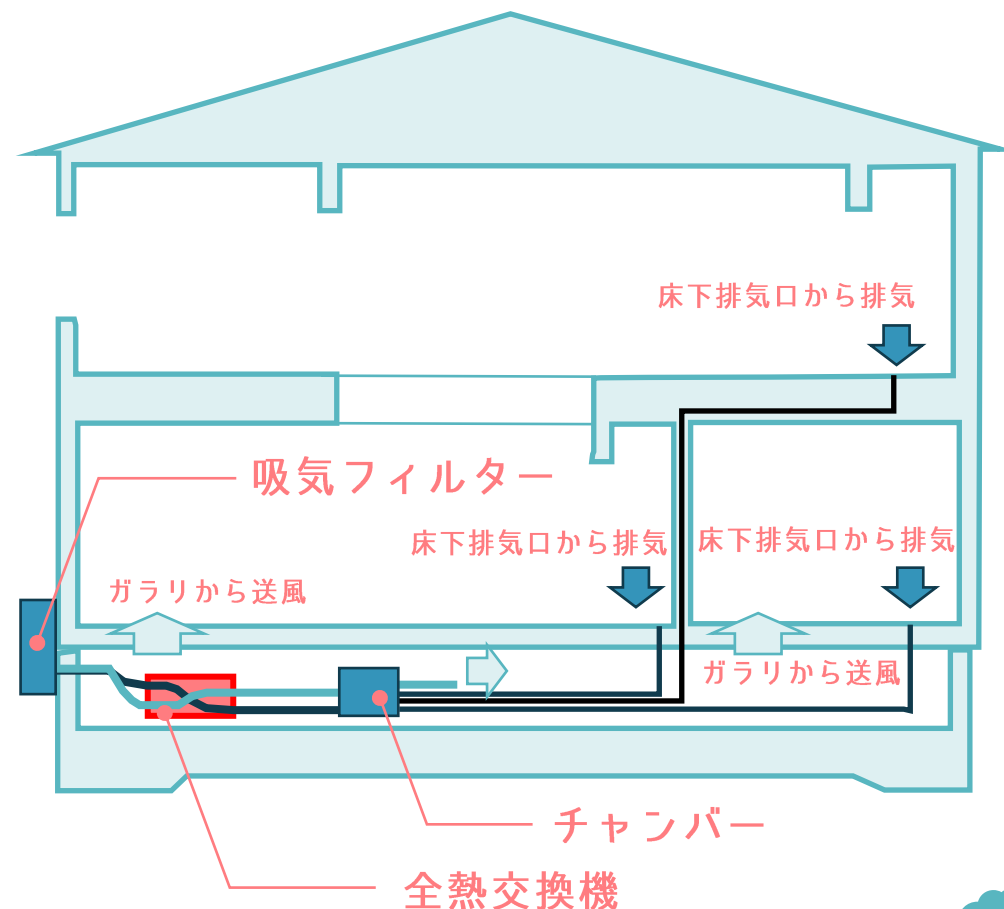 床下排気口から排気
吸気フィルター
床下排気口から排気
床下排気口から排気
ガラリから送風
ガラリから送風
チャンバー
全熱交換機